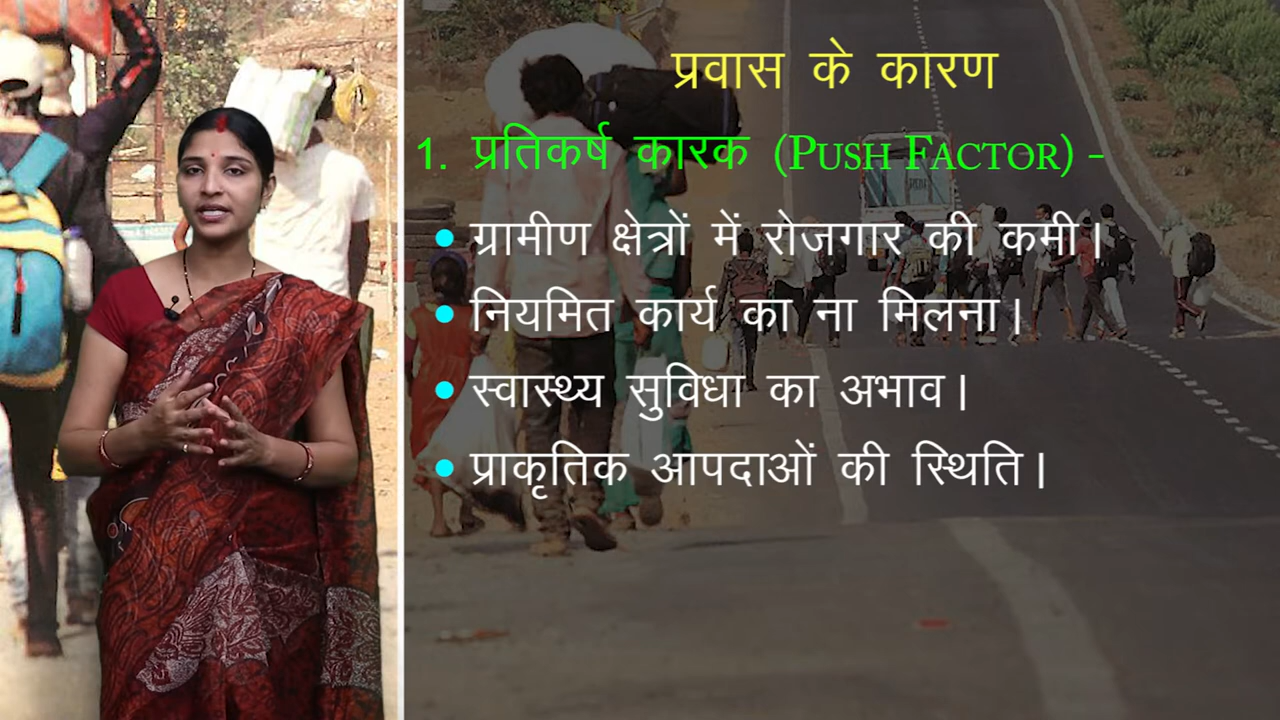 प्रवास के कारण
1. प्रतिकर्ष कारक (PUSH FACTOR) -
• ग्रामीण क्षेत्रों में रोजगार की कमी।
• नियमित कार्य का ना मिलना।
• स्वास्थ्य सुविधा का अभाव।
• प्राकृतिक आपदाओं की स्थिति।